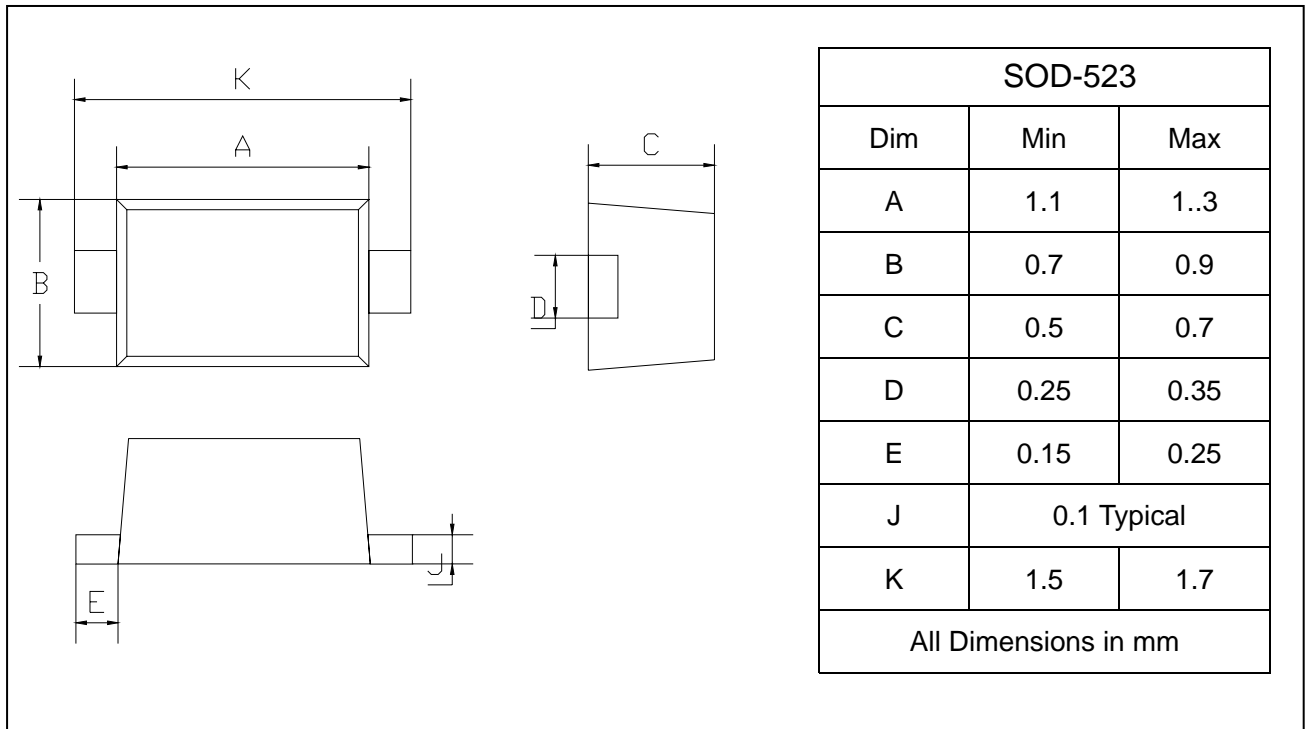 K
A
B
C
D
E
J
SOD-523
Dim Min Max
A 1.1 1..3
B 0.7 0.9
C 0.5 0.7
D 0.25 0.35
E 0.15 0.25
J 0.1 Typical
K 1.5 1.7
All Dimensions in mm